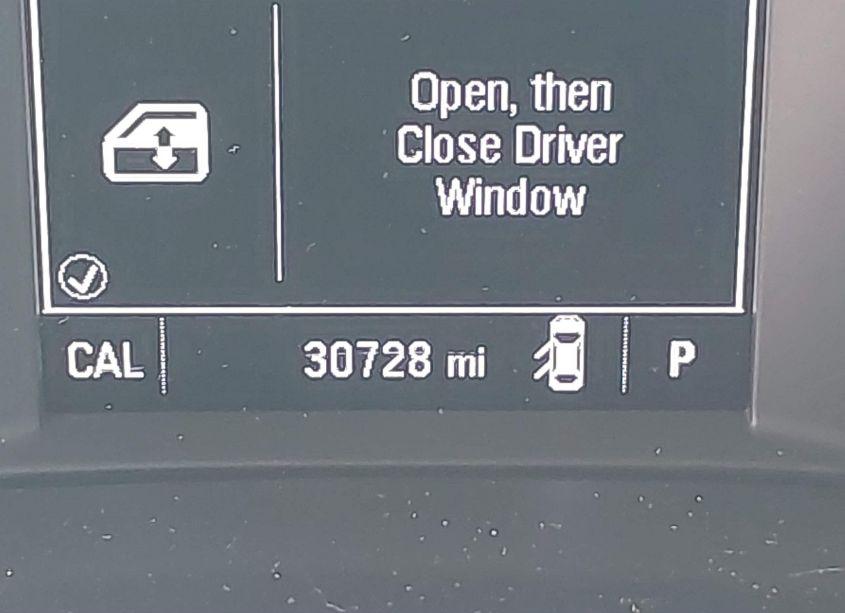 Open, then
Close Driver
Window
CAL 30728 mi P